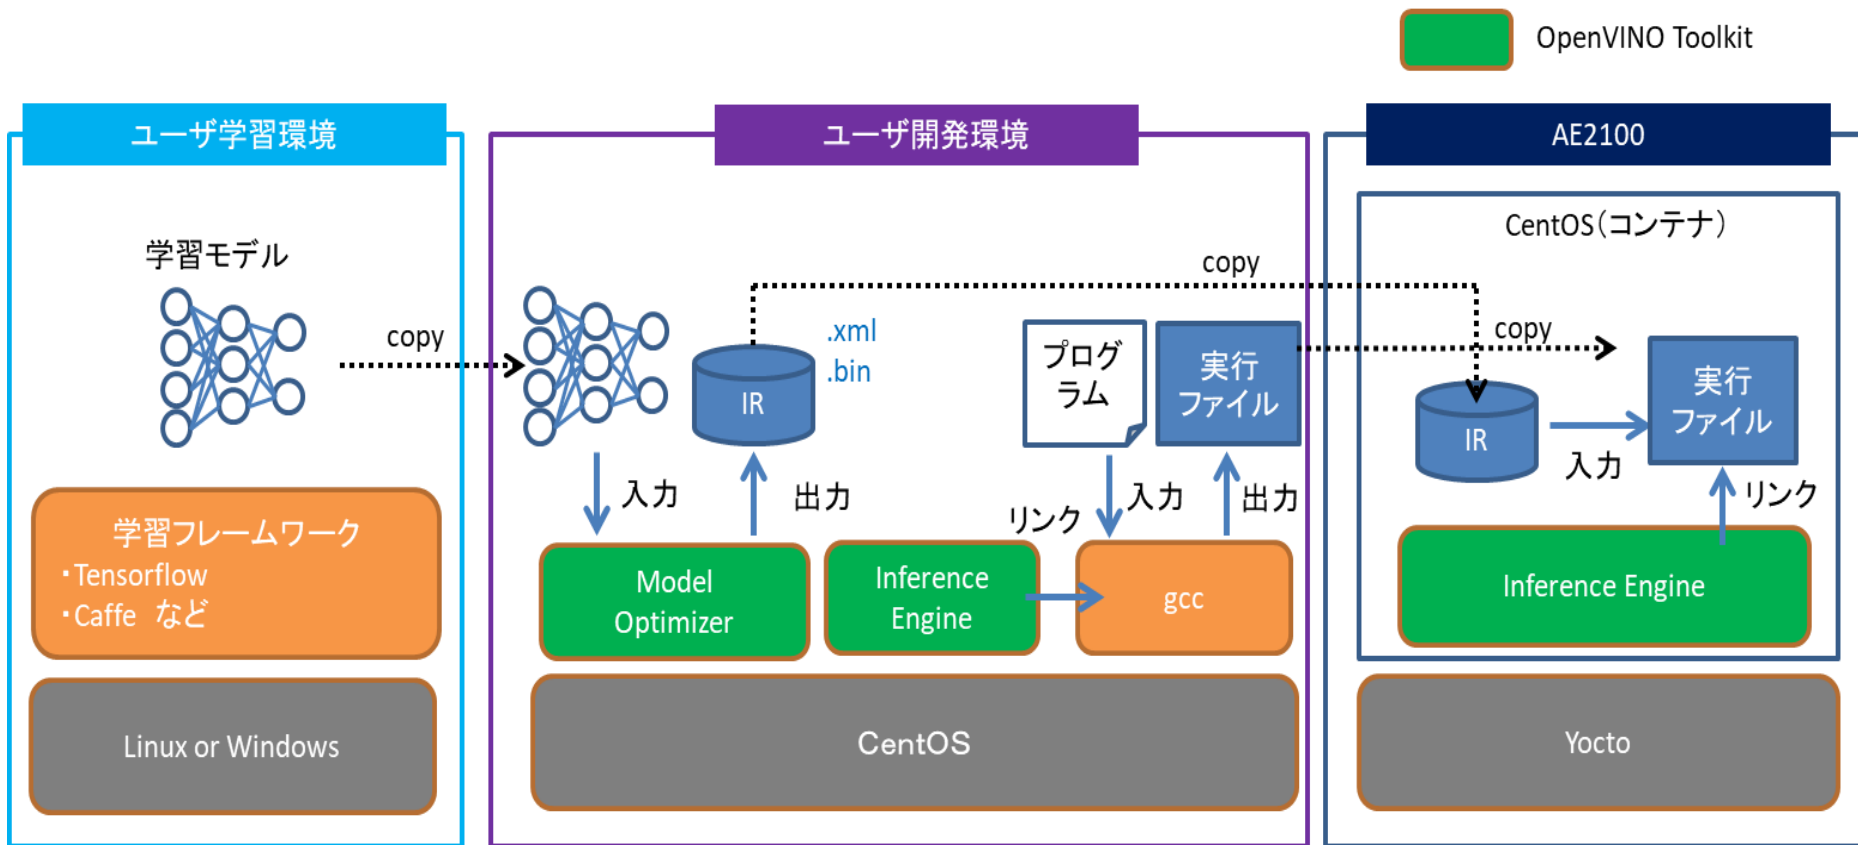 OpenVINO Toolkit
ユーザ学習環境
学習モデル
copy
学習フレームワーク
・Tensorflow
・Caffe など
Linux or Windows
ユーザ開発環境
copy
.xml
.bin
IR
プログ
ラム
実行
ファイル
入力
出力
リンク
入力
出力
Model
Optimizer
Inference
Engine
gcc
CentOS
AE2100
CentOS(コンテナ)
copy
IR
入力
実行
ファイル
リンク
Inference Engine
Yocto